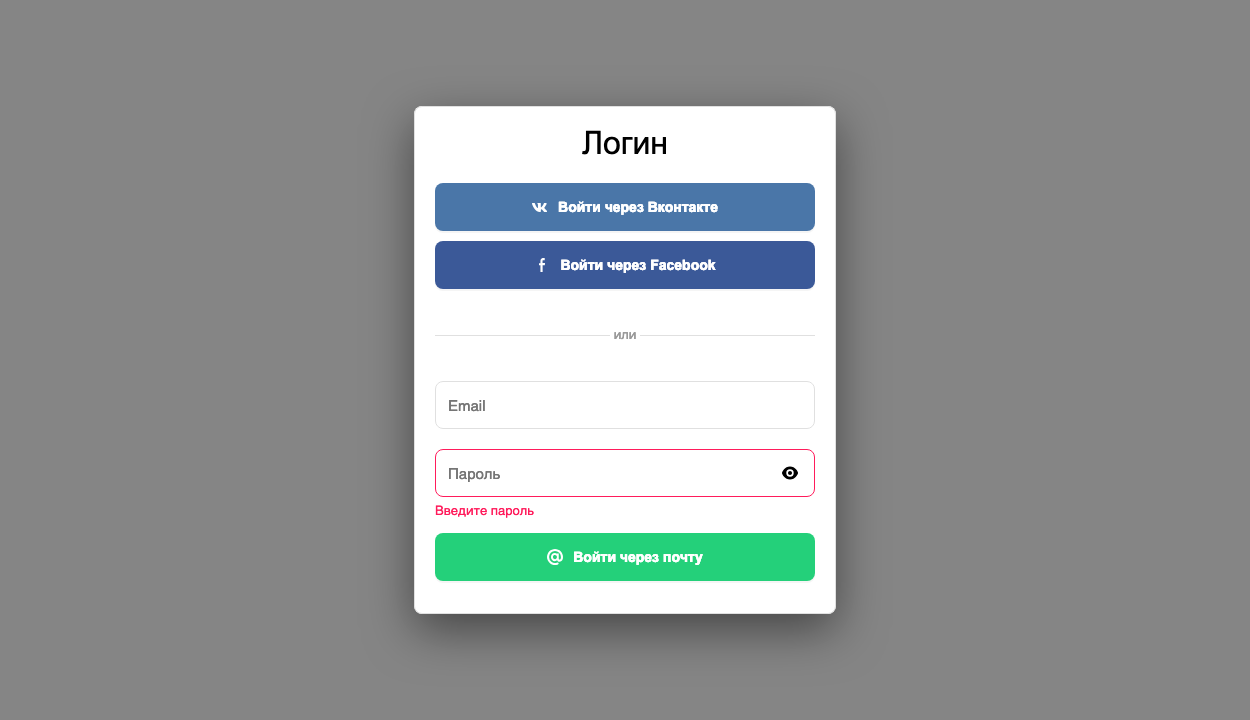 Логин
Войти через Вконтакте
Войти через Facebook
или
Email
Пароль
Введите пароль
Войти через почту